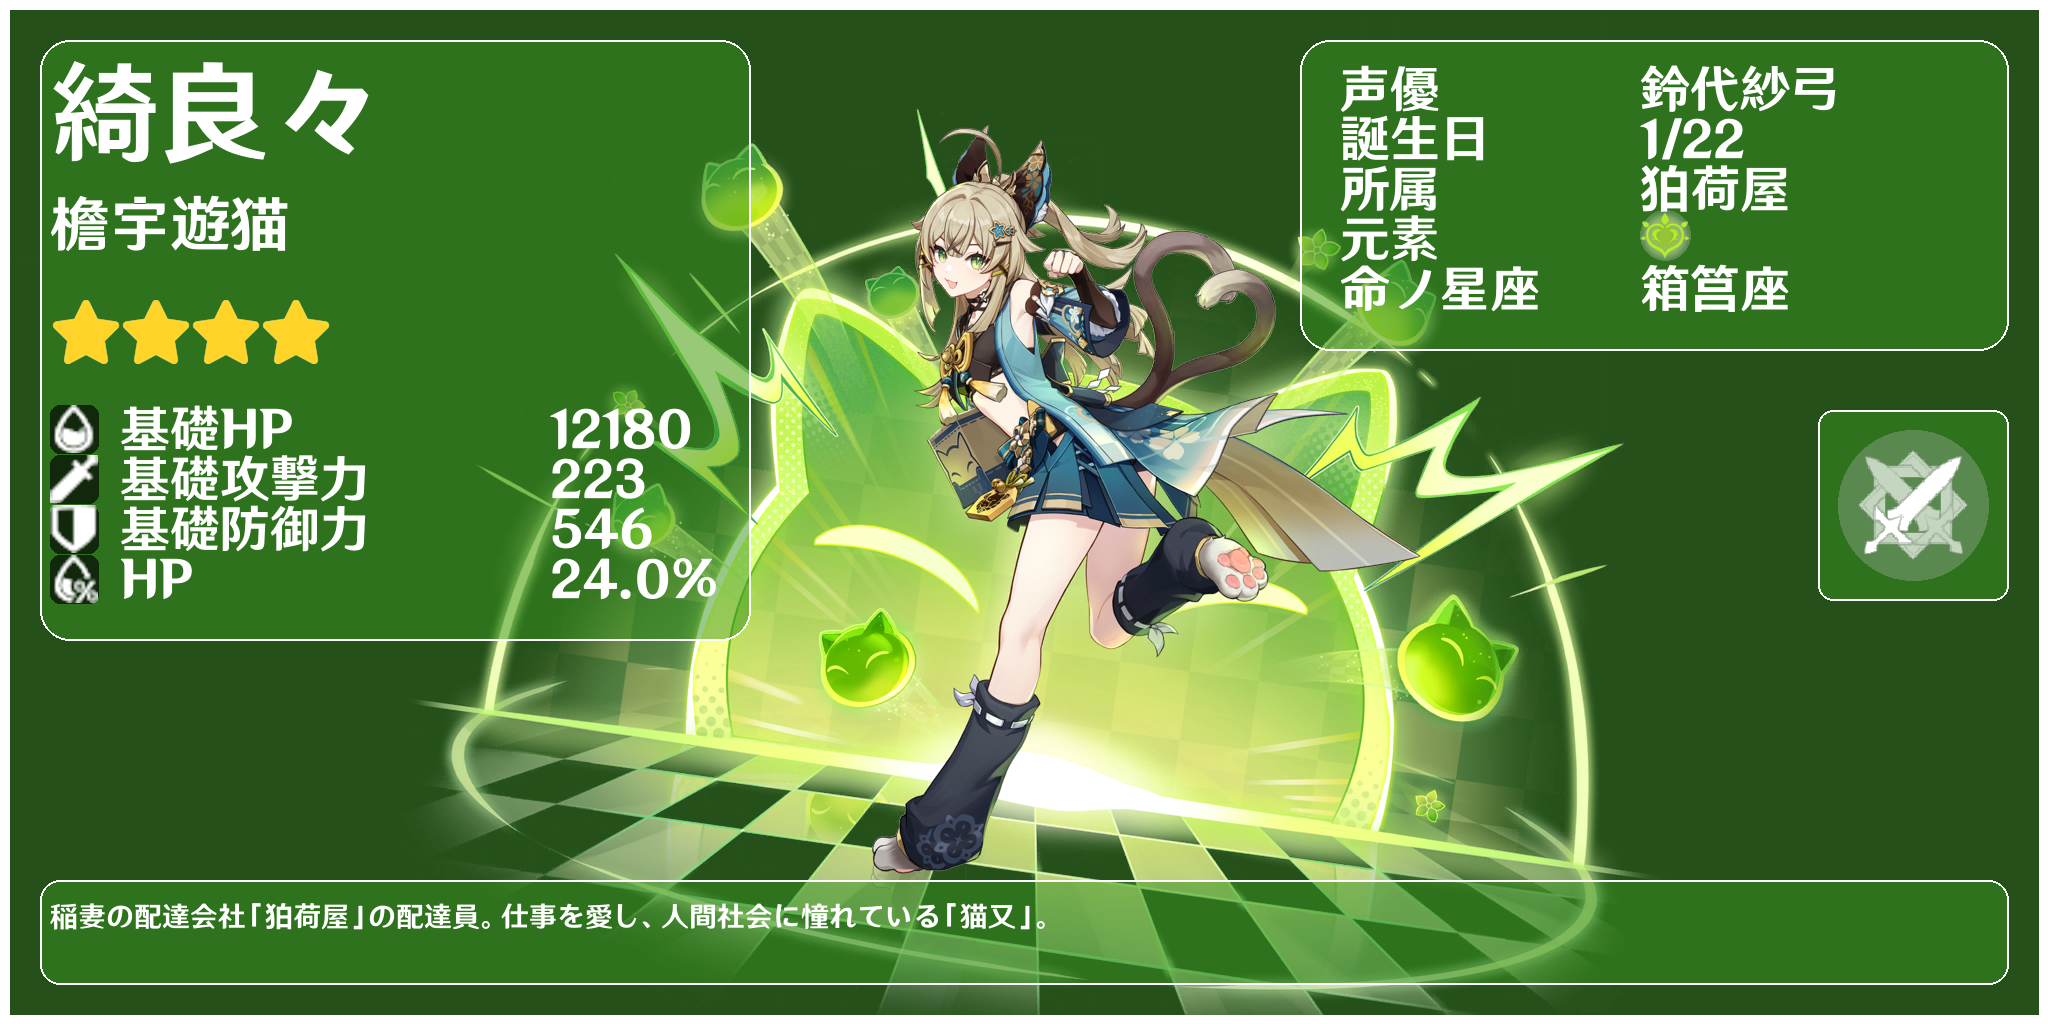 綺良々
檐宇遊猫
基礎HP 12180
基礎攻撃力 223
基礎防御力 546
HP 24.0%
声優 鈴代紗弓
誕生日 1/22
所属 狛荷屋
元素
命ノ星座 箱筥座
稲妻の配達会社「狛荷屋」の配達員。仕事を愛し、人間社会に憧れている「猫又」。